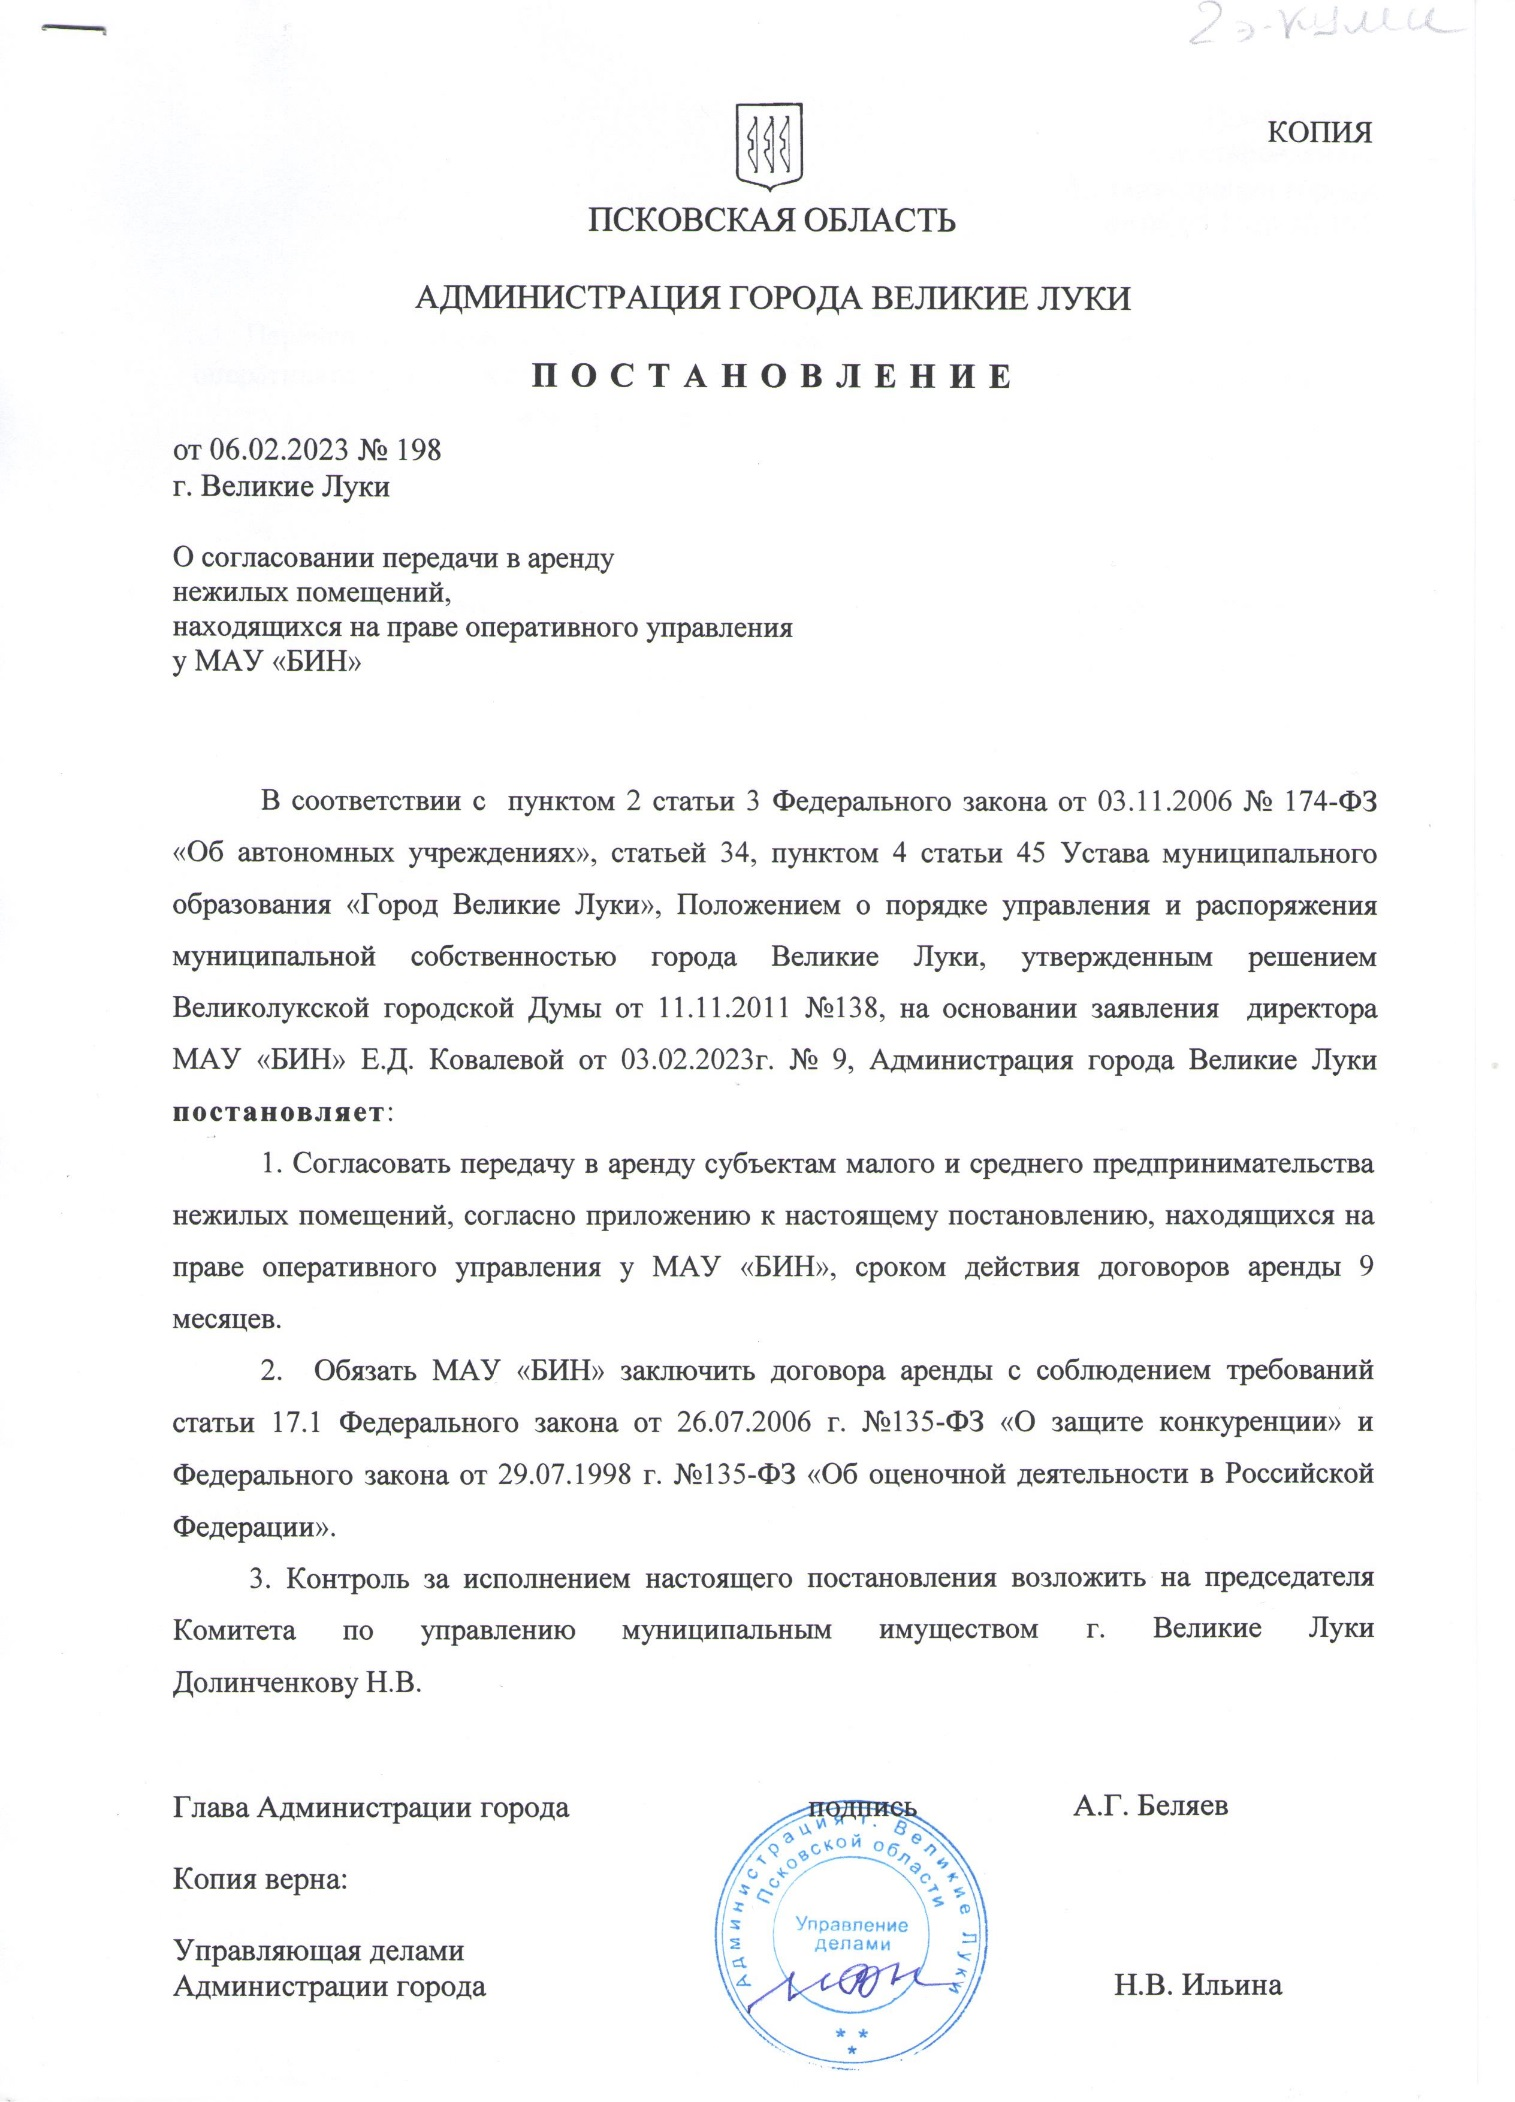 2э-куми
КОПИЯ
ПСКОВСКАЯ ОБЛАСТЬ
АДМИНИСТРАЦИЯ ГОРОДА ВЕЛИКИЕ ЛУКИ
ПОСТАНОВЛЕНИЕ
от 06.02.2023 № 198
г. Великие Луки
О согласовании передачи в аренду
нежилых помещений,
находящихся на праве оперативного управления
у МАУ «БИН»
В соответствии с пунктом 2 статьи 3 Федерального закона от 03.11.2006 № 174-ФЗ
«Об автономных учреждениях», статьей 34, пунктом 4 статьи 45 Устава муниципального
образования «Город Великие Луки», Положением о порядке управления и распоряжения
муниципальной собственностью города Великие Луки, утвержденным решением
Великолукской городской Думы от 11.11.2011 №138, на основании заявления директора
МАУ «БИН» Е.Д. Ковалевой от 03.02.2023г. № 9, Администрация города Великие Луки
постановляет:
1. Согласовать передачу в аренду субъектам малого и среднего предпринимательства
нежилых помещений, согласно приложению к настоящему постановлению, находящихся на
праве оперативного управления у МАУ «БИН», сроком действия договоров аренды 9
месяцев.
2. Обязать МАУ «БИН» заключить договора аренды с соблюдением требований
статьи 17.1 Федерального закона от 26.07.2006 г. №135-ФЗ «О защите конкуренции» и
Федерального закона от 29.07.1998 г. №135-ФЗ «Об оценочной деятельности в Российской
Федерации».
3. Контроль за исполнением настоящего постановления возложить на председателя
Комитета по управлению муниципальным имуществом г. Великие Луки
Долинченкову Н.В.
Глава Администрации города подпись А.Г. Беляев
Администрация г. Великие Луки
Псковской области
Управление
делами
Копия верна:
Управляющая делами
Администрации города Н.В. Ильина